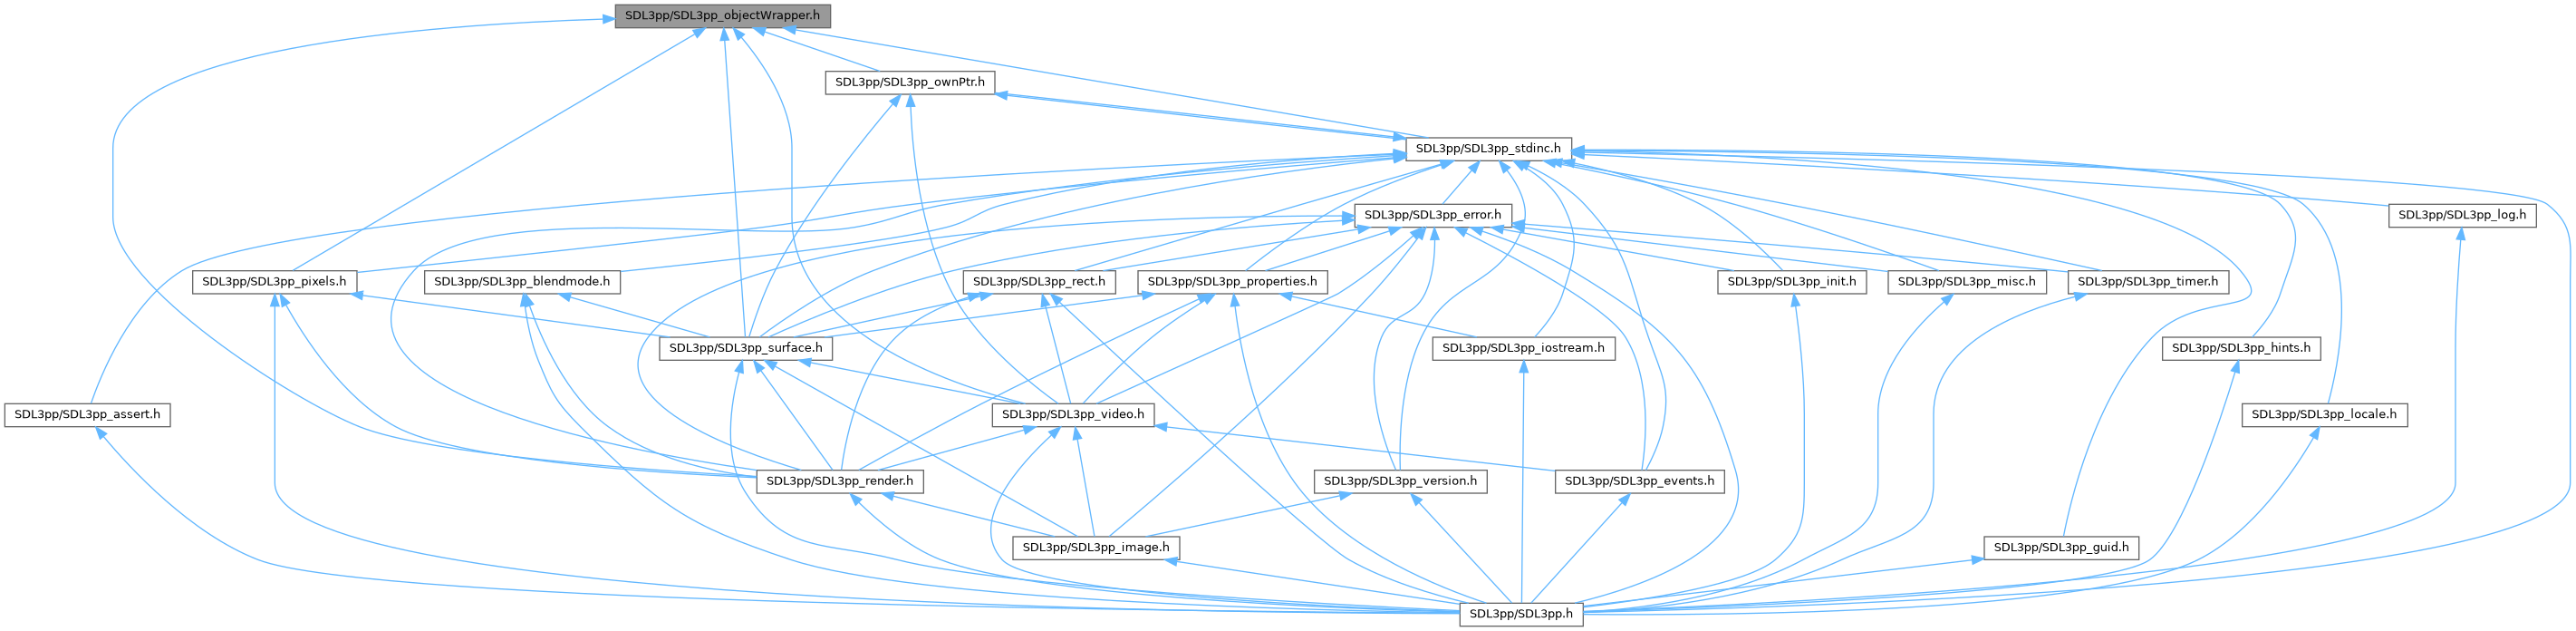 SDL3pp/SDL3pp_objectWrapper.h
SDL3pp/SDL3pp_ownPtr.h
SDL3pp/SDL3pp_stdinc.h
SDL3pp/SDL3pp_error.h
SDL3pp/SDL3pp_log.h
SDL3pp/SDL3pp_pixels.h
SDL3pp/SDL3pp_blendmode.h
SDL3pp/SDL3pp_rect.h
SDL3pp/SDL3pp_properties.h
SDL3pp/SDL3pp_init.h
SDL3pp/SDL3pp_misc.h
SDL3pp/SDL3pp_timer.h
SDL3pp/SDL3pp_surface.h
SDL3pp/SDL3pp_iostream.h
SDL3pp/SDL3pp_hints.h
SDL3pp/SDL3pp_assert.h
SDL3pp/SDL3pp_video.h
SDL3pp/SDL3pp_locale.h
SDL3pp/SDL3pp_render.h
SDL3pp/SDL3pp_version.h
SDL3pp/SDL3pp_events.h
SDL3pp/SDL3pp_image.h
SDL3pp/SDL3pp_guid.h
SDL3pp/SDL3pp.h